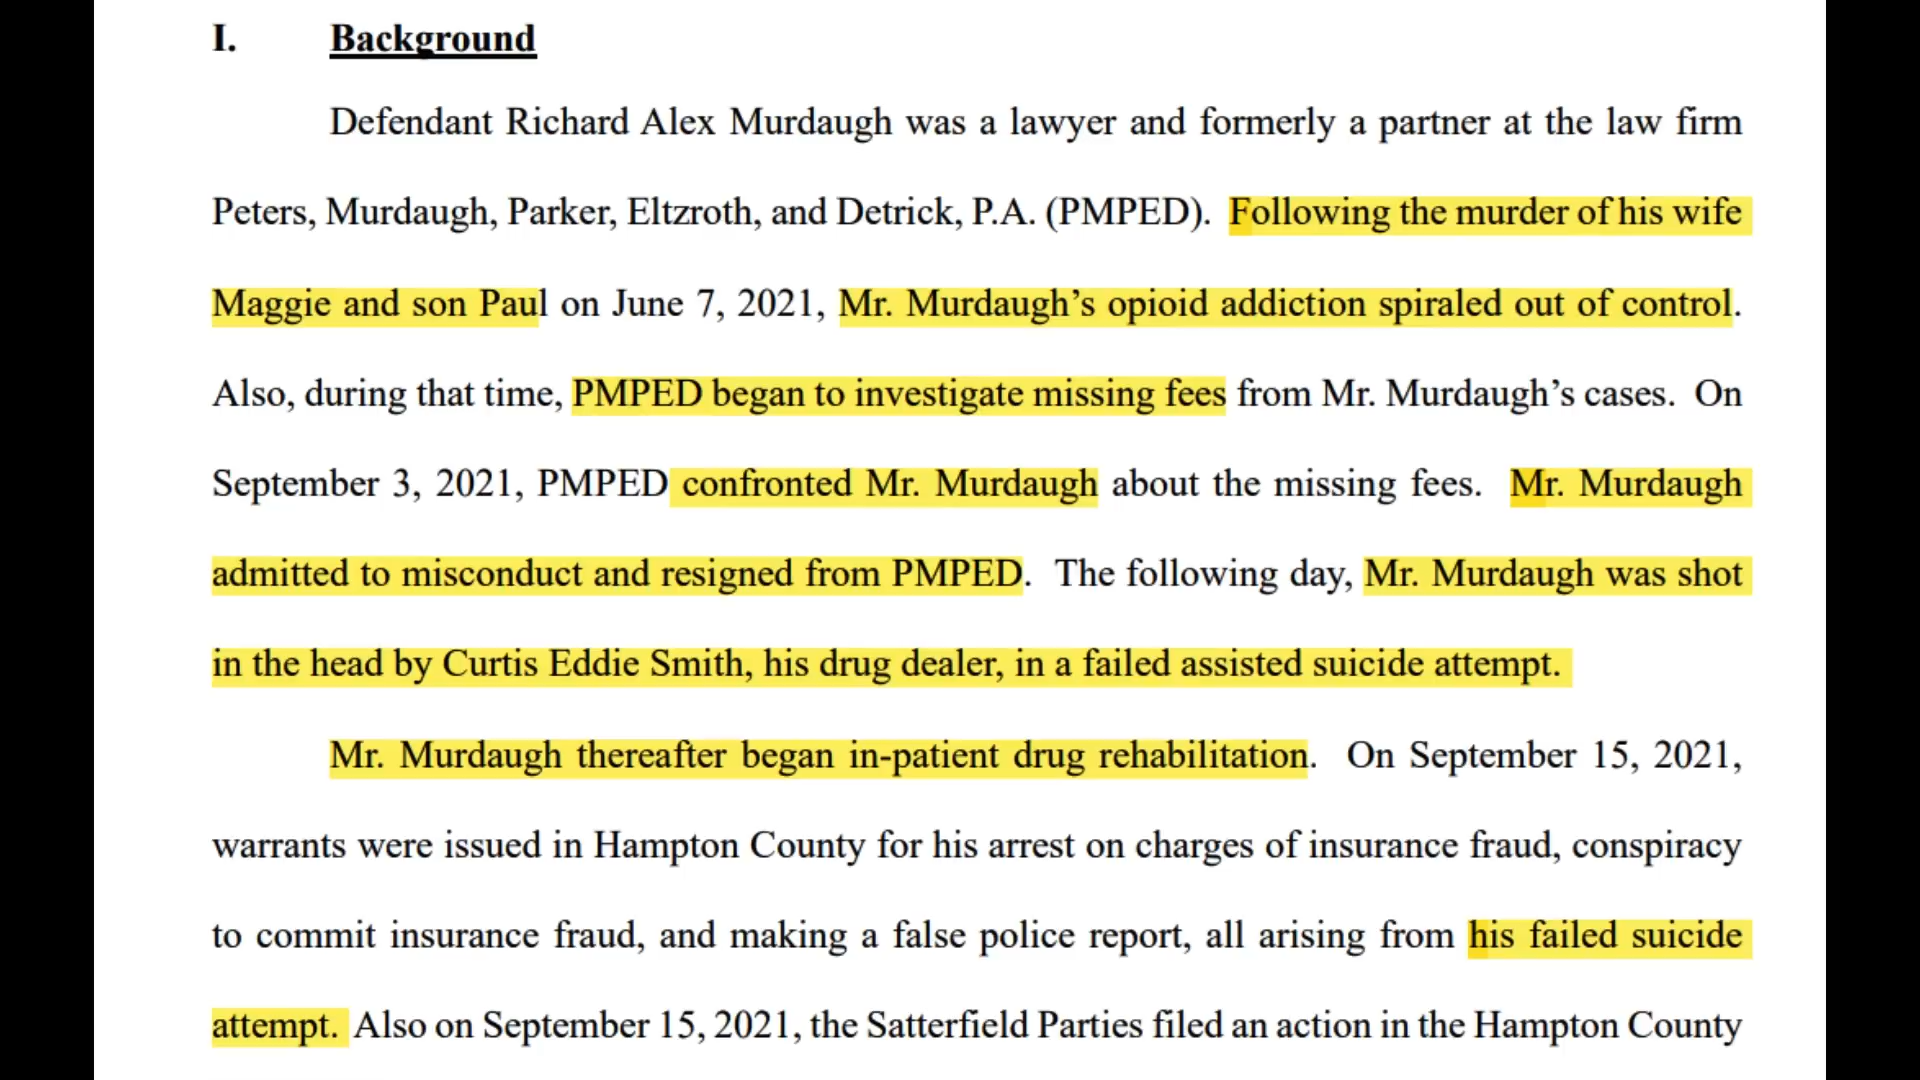 I. Background
Defendant Richard Alex Murdaugh was a lawyer and formerly a partner at the law firm
Peters, Murdaugh, Parker, Eltzroth, and Detrick, P.A. (PMPED). Following the murder of his wife
Maggie and son Paul on June 7, 2021, Mr. Murdaugh’s opioid addiction spiraled out of control.
Also, during that time, PMPED began to investigate missing fees from Mr. Murdaugh’s cases. On
September 3, 2021, PMPED confronted Mr. Murdaugh about the missing fees. Mr. Murdaugh
admitted to misconduct and resigned from PMPED. The following day, Mr. Murdaugh was shot
in the head by Curtis Eddie Smith, his drug dealer, in a failed assisted suicide attempt.
Mr. Murdaugh thereafter began in-patient drug rehabilitation. On September 15, 2021,
warrants were issued in Hampton County for his arrest on charges of insurance fraud, conspiracy
to commit insurance fraud, and making a false police report, all arising from his failed suicide
attempt. Also on September 15, 2021, the Satterfield Parties filed an action in the Hampton County